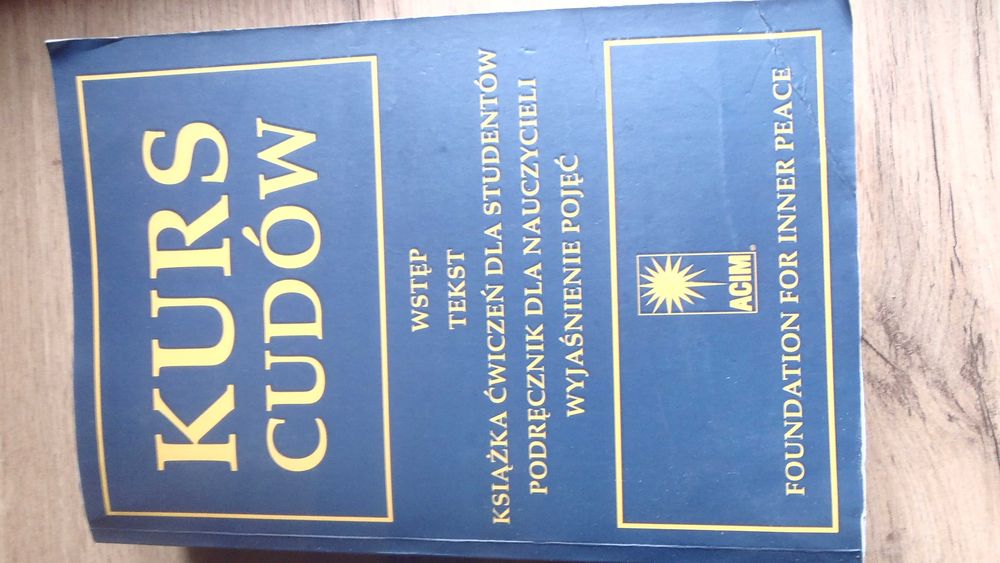 KURS
CUDÓW
WSTĘP
TEKST
KSIĄŻKA ĆWICZEŃ DLA STUDENTÓW
PODRĘCZNIK DLA NAUCZYCIELI
WYJAŚNIENIE POJĘĆ
ACIM®
FOUNDATION FOR INNER PEACE